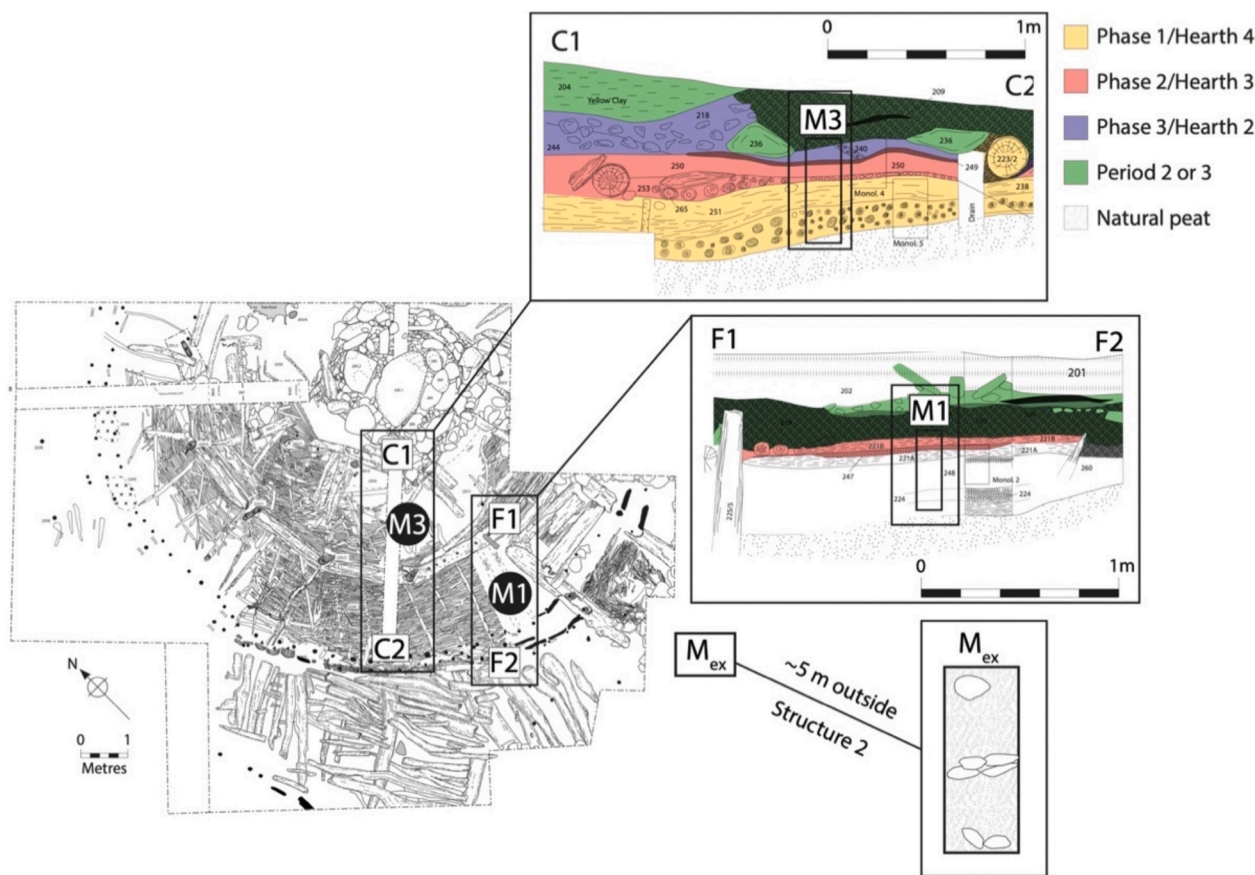 C1
0
1m
C2
204
Yellow Clay
218
209
M3
244
236
240
236
250
250
249
223/2
253
Monol. 4
238
265
251
Drain
Monol. 5
Phase 1/Hearth 4
Phase 2/Hearth 3
Phase 3/Hearth 2
Period 2 or 3
Natural peat
F1
F2
201
202
M1
221B
221B
221A
221A
247
248
260
Monol. 2
224
224
225/5
0
1m
C1
M3
F1
M1
C2
F2
N
0
1
Metres
Mex
~5 m outside
Structure 2
Mex